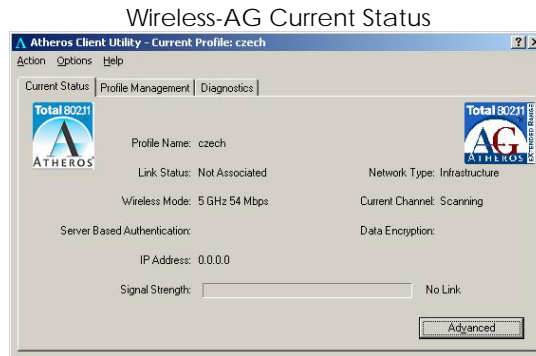 Wireless-AG Current Status
Atheros Client Utility - Current Profile: czech
Action Options Help
Current Status Profile Management Diagnostics
Total 802.11
ATHEROS
Total 802.11
AG
ATHEROS
EXTENDED RANGE
Profile Name: czech
Link Status: Not Associated
Network Type: Infrastructure
Wireless Mode: 5 GHz 54 Mbps
Current Channel: Scanning
Server Based Authentication:
Data Encryption:
IP Address: 0.0.0.0
Signal Strength:
No Link
Advanced